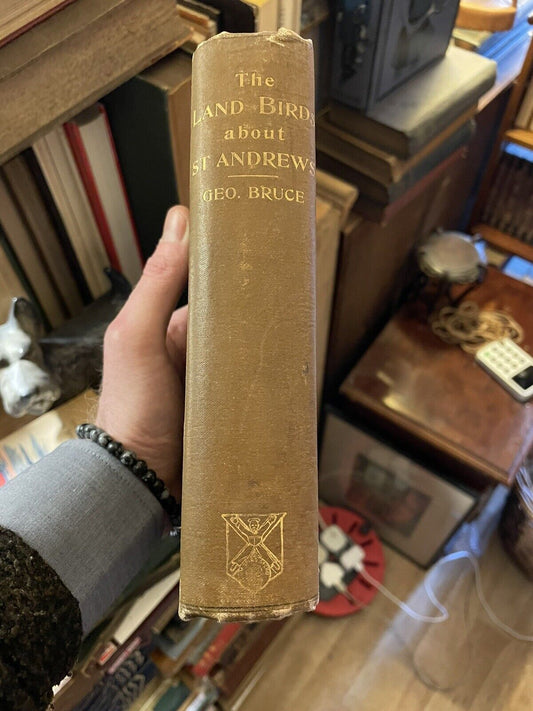 The
LAND BIRDS
about
ST ANDREWS
GEO. BRUCE